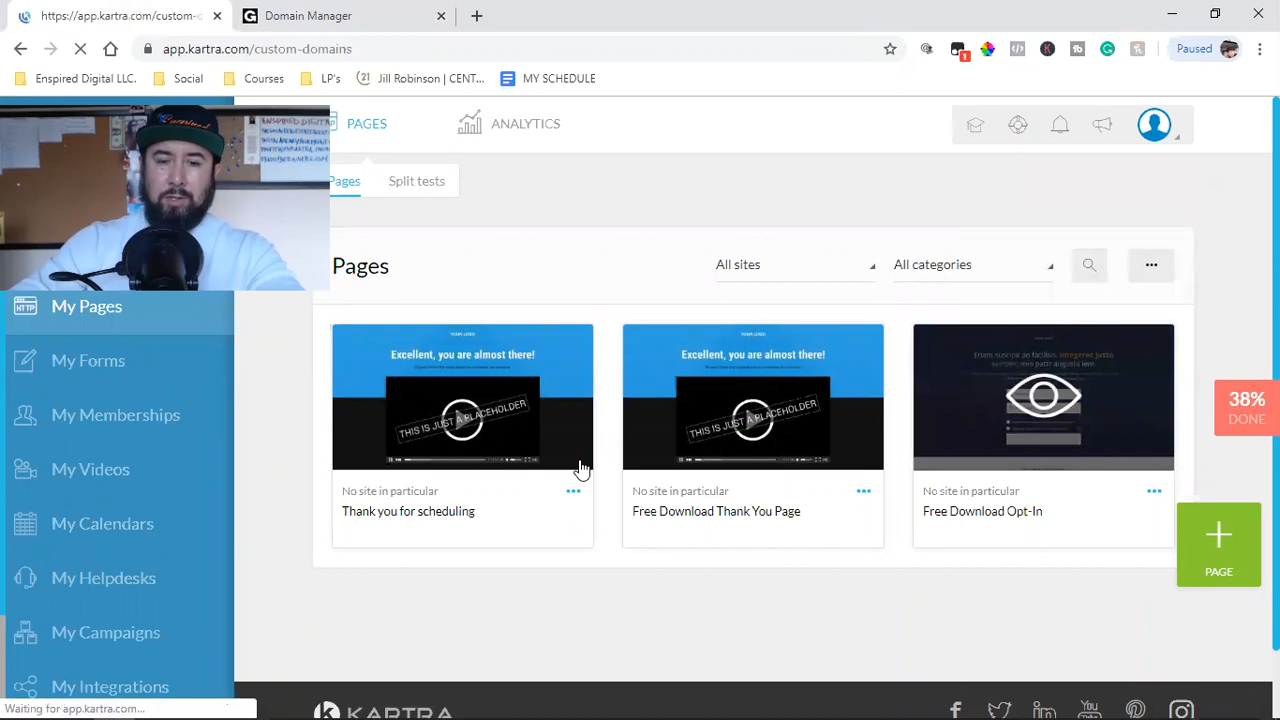 https://app.kartra.com/custom-d
Domain Manager
app.kartra.com/custom-domains
Paused
Enspired Digital LLC.
Social
Courses
LP's
Jill Robinson | CENT...
MY SCHEDULE
PAGES
ANALYTICS
Pages
Split tests
Pages
All sites
All categories
My Pages
My Forms
My Memberships
My Videos
My Calendars
My Helpdesks
My Campaigns
My Integrations
YOUR LOGO
Excellent, you are almost there!
THIS IS JUST A PLACEHOLDER
No site in particular
Thank you for scheduling
YOUR LOGO
Excellent, you are almost there!
THIS IS JUST A PLACEHOLDER
No site in particular
Free Download Thank You Page
No site in particular
Free Download Opt-In
38%
DONE
PAGE
KARTRA
Waiting for app.kartra.com...